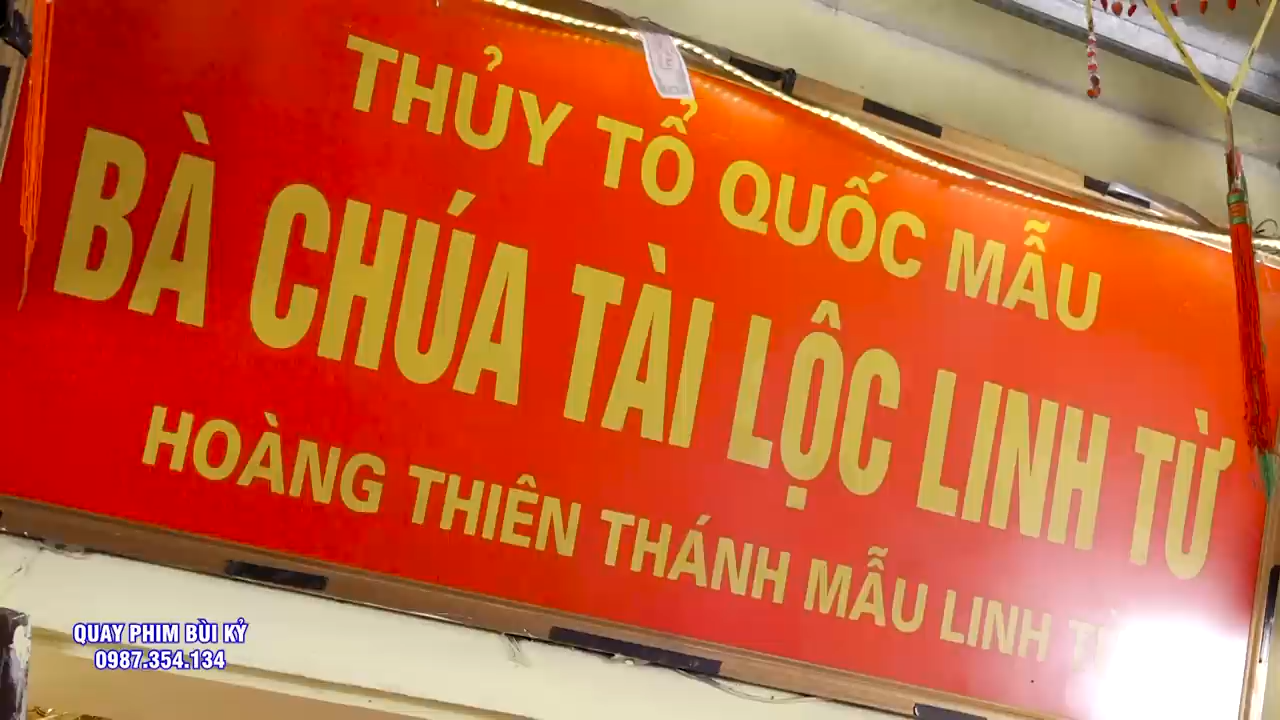 THỦY TỔ QUỐC MẪU
BÀ CHÚA TÀI LỘC LINH TỪ
HOÀNG THIÊN THÁNH MẪU LINH
QUAY PHIM BÙI KỶ
0987.354.134